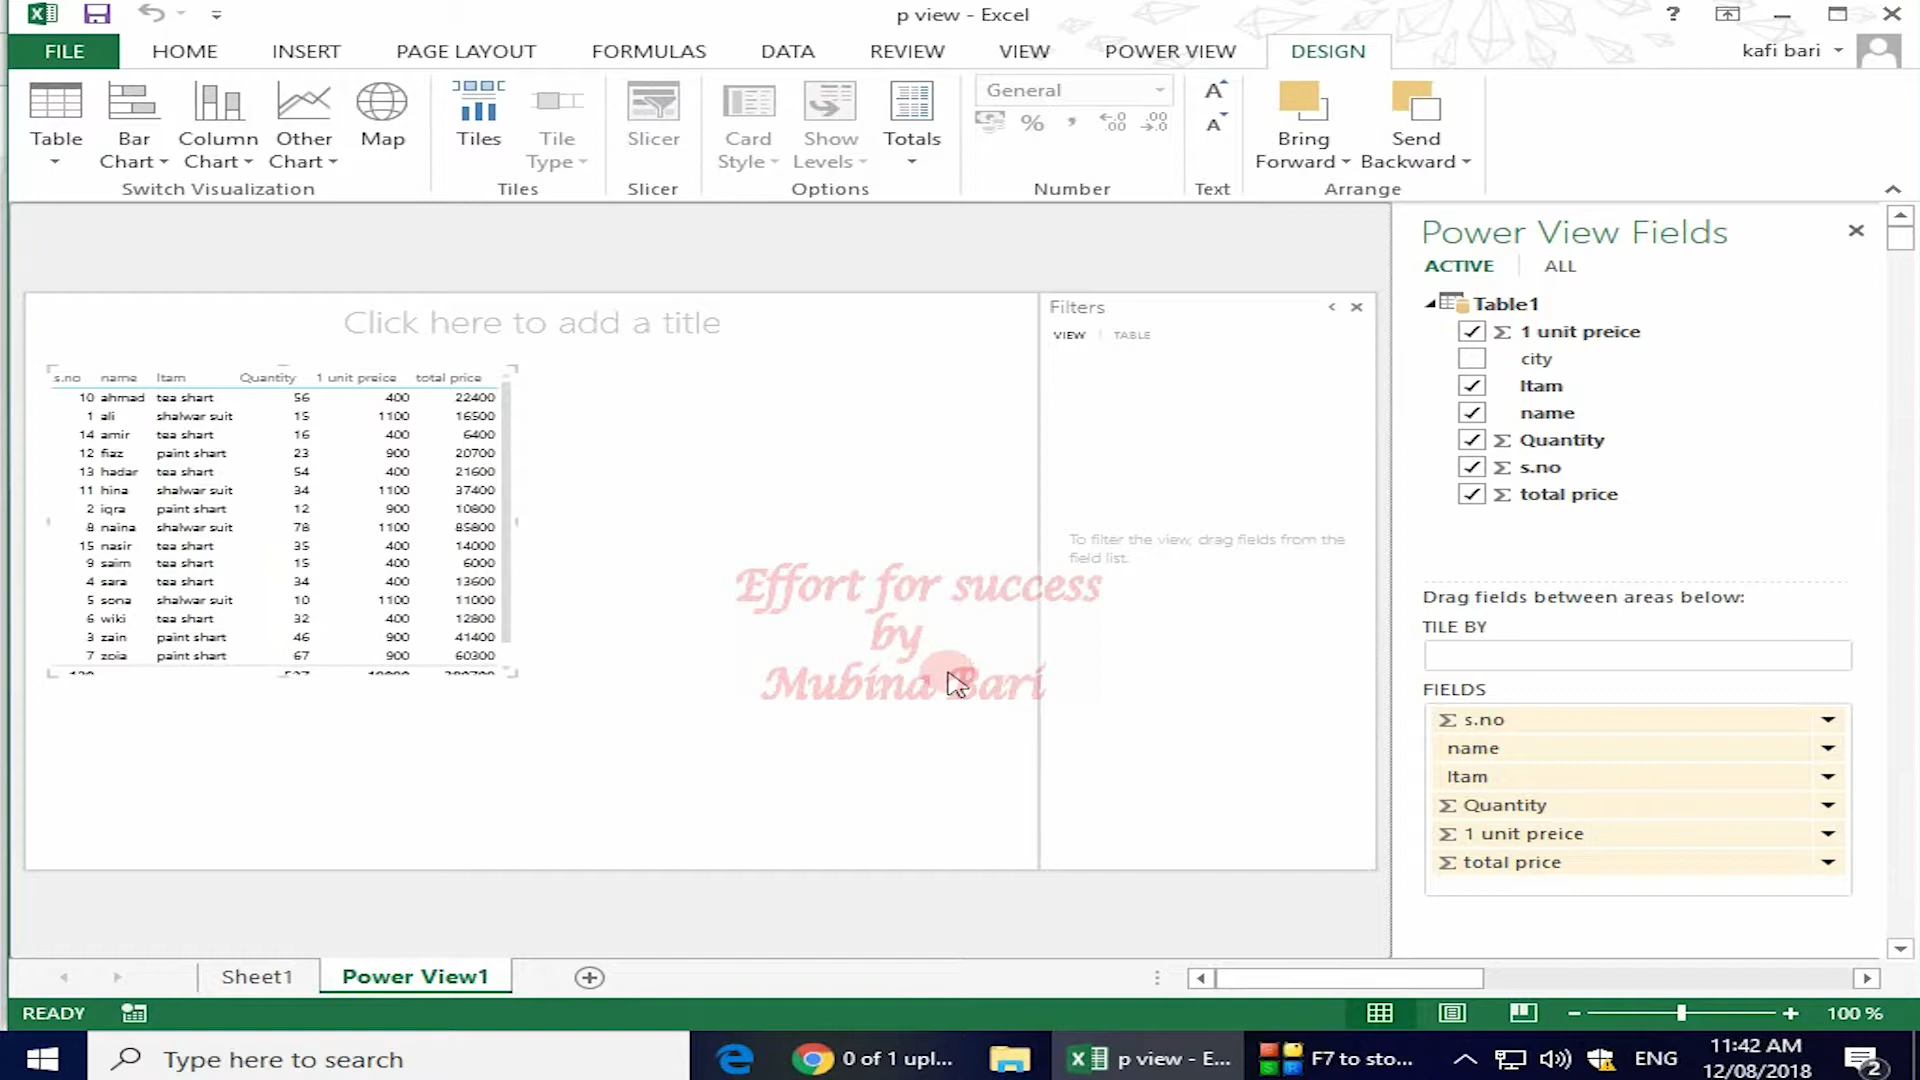 p view - Excel
kafi bari
FILE HOME INSERT PAGE LAYOUT FORMULAS DATA REVIEW VIEW POWER VIEW DESIGN
Table Bar Chart Column Chart Other Chart Map
Switch Visualization
Tiles Tile Type
Tiles
Slicer
Slicer
Card Style Show Levels Totals
Options
General
% , .00 .00
Number
A A
Text
Bring Forward Send Backward
Arrange
Click here to add a title
s.no name Itam Quantity 1 unit preice total price
10 ahmad tea shart 56 400 22400
1 ali shalwar suit 15 1100 16500
14 amir tea shart 16 400 6400
12 fiaz paint shart 23 900 20700
13 hadar tea shart 54 400 21600
11 hina shalwar suit 34 1100 37400
2 iqra paint shart 12 900 10800
8 naina shalwar suit 78 1100 85800
15 nasir tea shart 35 400 14000
9 saim tea shart 15 400 6000
4 sara tea shart 34 400 13600
5 sona shalwar suit 10 1100 11000
6 wiki tea shart 32 400 12800
3 zain paint shart 46 900 41400
7 zoia paint shart 67 900 60300
Effort for success
by
Mubina Bari
Filters
VIEW TABLE
To filter the view, drag fields from the
field list.
Power View Fields
ACTIVE ALL
Table1
Σ 1 unit preice
city
Itam
name
Σ Quantity
Σ s.no
Σ total price
Drag fields between areas below:
TILE BY
FIELDS
Σ s.no
name
Itam
Σ Quantity
Σ 1 unit preice
Σ total price
Sheet1 Power View1
READY
100 %
Type here to search
0 of 1 upl...
p view - E...
F7 to sto...
ENG
11:42 AM
12/08/2018
2